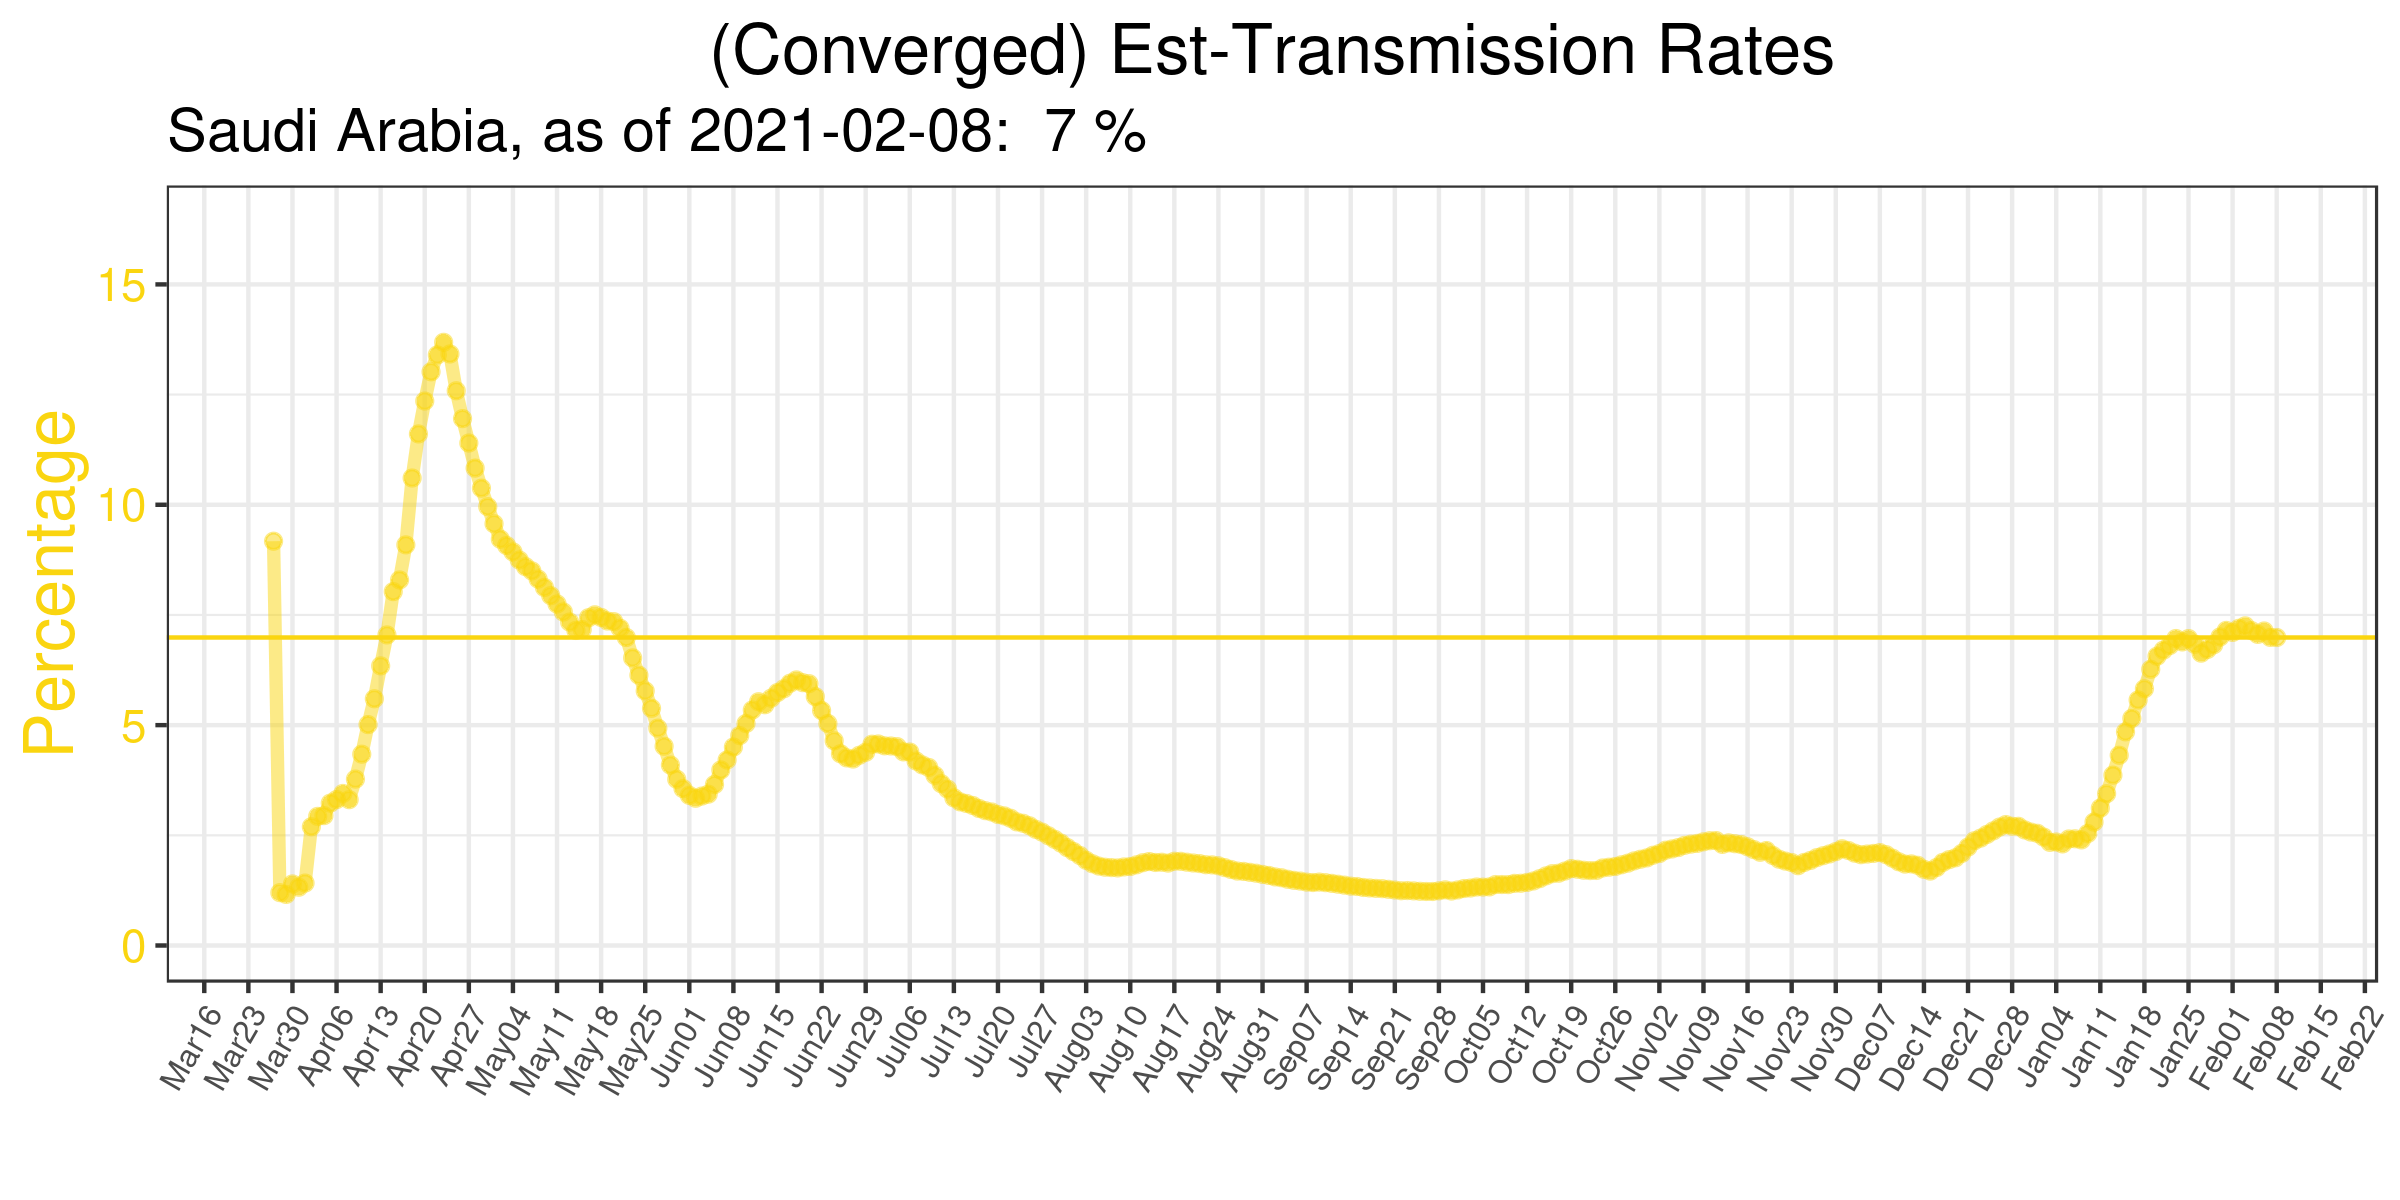 (Converged) Est-Transmission Rates
Saudi Arabia, as of 2021-02-08:  7 %
Percentage
15
10
5
0
Mar16
Mar23
Mar30
Apr06
Apr13
Apr20
Apr27
May04
May11
May18
May25
Jun01
Jun08
Jun15
Jun22
Jun29
Jul06
Jul13
Jul20
Jul27
Aug03
Aug10
Aug17
Aug24
Aug31
Sep07
Sep14
Sep21
Sep28
Oct05
Oct12
Oct19
Oct26
Nov02
Nov09
Nov16
Nov23
Nov30
Dec07
Dec14
Dec21
Dec28
Jan04
Jan11
Jan18
Jan25
Feb01
Feb08
Feb15
Feb22